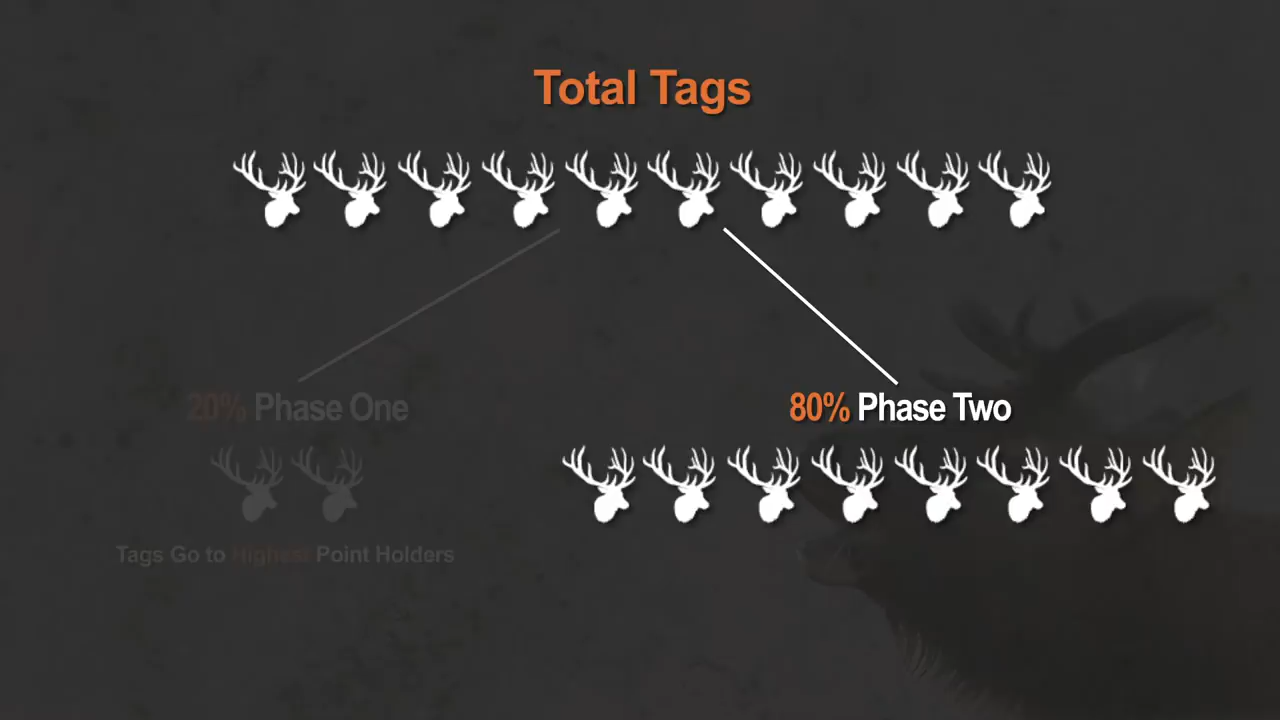 Total Tags
20% Phase One
80% Phase Two
Tags Go to Highest Point Holders